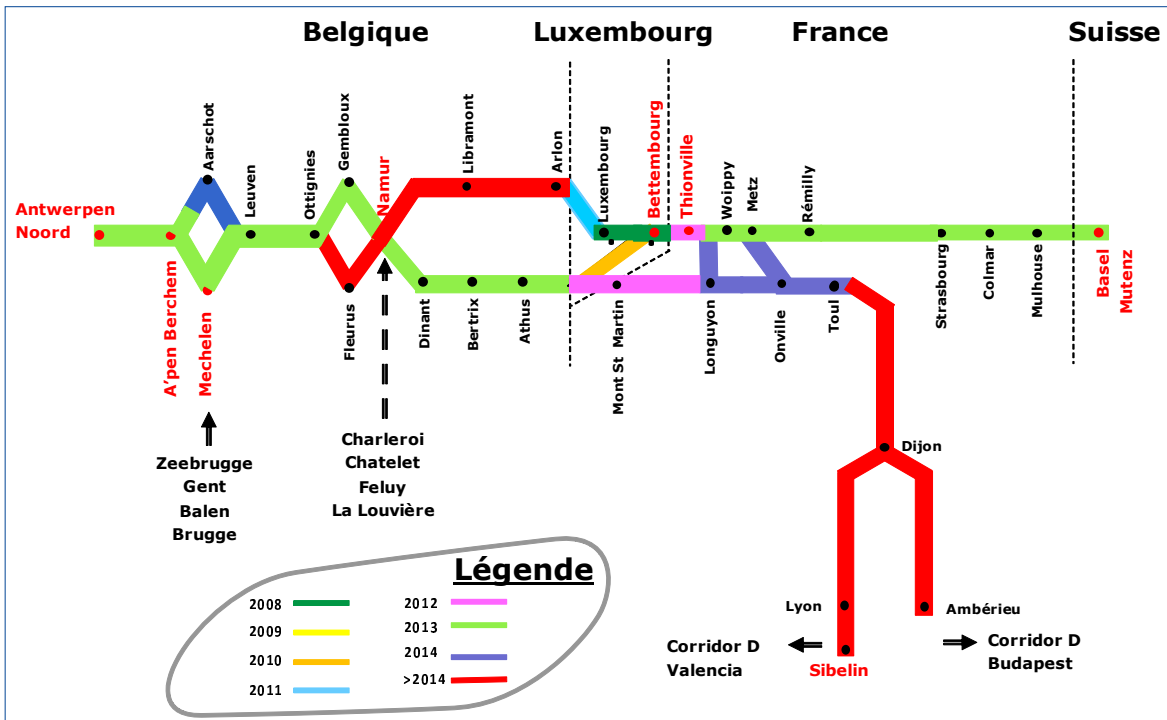 Belgique
Luxembourg
France
Suisse
Aarschot
Leuven
Ottignies
Gembloux
Namur
Libramont
Arlon
Luxembourg
Bettembourg
Thionville
Woippy
Metz
Rémilly
Antwerpen
Noord
A'pen Berchem
Mechelen
Fleurus
Dinant
Bertrix
Athus
Mont St Martin
Longuyon
Onville
Toul
Strasbourg
Colmar
Mulhouse
Basel
Mutenz
Zeebrugge
Gent
Balen
Brugge
Charleroi
Chatelet
Feluy
La Louvière
Dijon
Lyon
Ambérieu
Corridor D
Valencia
Sibelin
Corridor D
Budapest
Légende
2008
2009
2010
2011
2012
2013
2014
>2014